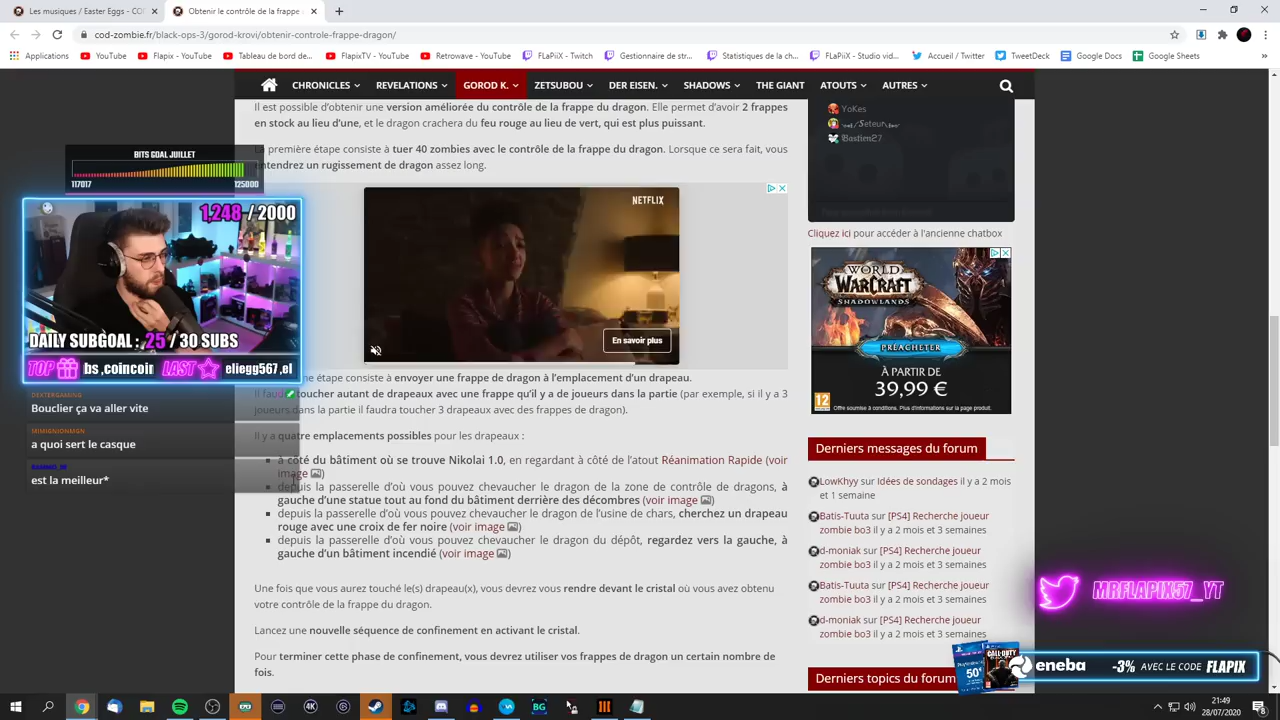 Les musiques / Easter Eggs - CO
Obtenir le contrôle de la frappe
cod-zombie.fr/black-ops-3/gorod-krovi/obtenir-controle-frappe-dragon/
Applications
YouTube
Flapix - YouTube
Tableau de bord de...
FlapixTV - YouTube
Retrowave - YouTube
FLaPiiX - Twitch
Gestionnaire de str...
Statistiques de la ch...
FLaPiiX - Studio vid...
Accueil / Twitter
TweetDeck
Google Docs
Google Sheets
CHRONICLES
REVELATIONS
GOROD K.
ZETSUBOU
DER EISEN.
SHADOWS
THE GIANT
ATOUTS
AUTRES
Il est possible d'obtenir une version améliorée du contrôle de la frappe du dragon. Elle permet d'avoir 2 frappes
en stock au lieu d'une, et le dragon crachera du feu rouge au lieu de vert, qui est plus puissant.
La première étape consiste à tuer 40 zombies avec le contrôle de la frappe du dragon. Lorsque ce sera fait, vous
entendrez un rugissement de dragon assez long.
NETFLIX
En savoir plus
ne étape consiste à envoyer une frappe de dragon à l'emplacement d'un drapeau.
Il faudra toucher autant de drapeaux avec une frappe qu'il y a de joueurs dans la partie (par exemple, si il y a 3
joueurs dans la partie il faudra toucher 3 drapeaux avec des frappes de dragon).
Il y a quatre emplacements possibles pour les drapeaux :
à côté du bâtiment où se trouve Nikolai 1.0, en regardant à côté de l'atout Réanimation Rapide (voir
image)
depuis la passerelle d'où vous pouvez chevaucher le dragon de la zone de contrôle de dragons, à
gauche d'une statue tout au fond du bâtiment derrière des décombres (voir image)
depuis la passerelle d'où vous pouvez chevaucher le dragon de l'usine de chars, cherchez un drapeau
rouge avec une croix de fer noire (voir image)
depuis la passerelle d'où vous pouvez chevaucher le dragon du dépôt, regardez vers la gauche, à
gauche d'un bâtiment incendié (voir image)
Une fois que vous aurez touché le(s) drapeau(x), vous devrez vous rendre devant le cristal où vous avez obtenu
votre contrôle de la frappe du dragon.
Lancez une nouvelle séquence de confinement en activant le cristal.
Pour terminer cette phase de confinement, vous devrez utiliser vos frappes de dragon un certain nombre de
fois.
BITS GOAL JUILLET
117017
125000
1,248 / 2000
DAILY SUBGOAL : 25 / 30 SUBS
TOP
bs ,coincoin
LAST
eliegg567 ,el
DEXTERGAMING
Bouclier ça va aller vite
MIMIGNIONMGN
a quoi sert le casque
est la meilleur*
YoKes
Bastien27
Cliquez ici pour accéder à l'ancienne chatbox
WORLD
WARCRAFT
SHADOWLANDS
PRÉACHETER
À PARTIR DE
39,99 €
12
Offre soumise à conditions. Plus d'informations sur la page produit.
Derniers messages du forum
LowKhyy sur Idées de sondages il y a 2 mois
et 1 semaine
Batis-Tuuta sur [PS4] Recherche joueur
zombie bo3 il y a 2 mois et 3 semaines
d-moniak sur [PS4] Recherche joueur
zombie bo3 il y a 2 mois et 3 semaines
Batis-Tuuta sur [PS4] Recherche joueur
zombie bo3 il y a 2 mois et 3 semaines
d-moniak sur [PS4] Recherche joueur
zombie bo3 il y a 2 mois et 3 semaines
Derniers topics du forum
MRFLAPIX57_YT
50€
eneba
-3% AVEC LE CODE FLAPIX
21:49
28/07/2020